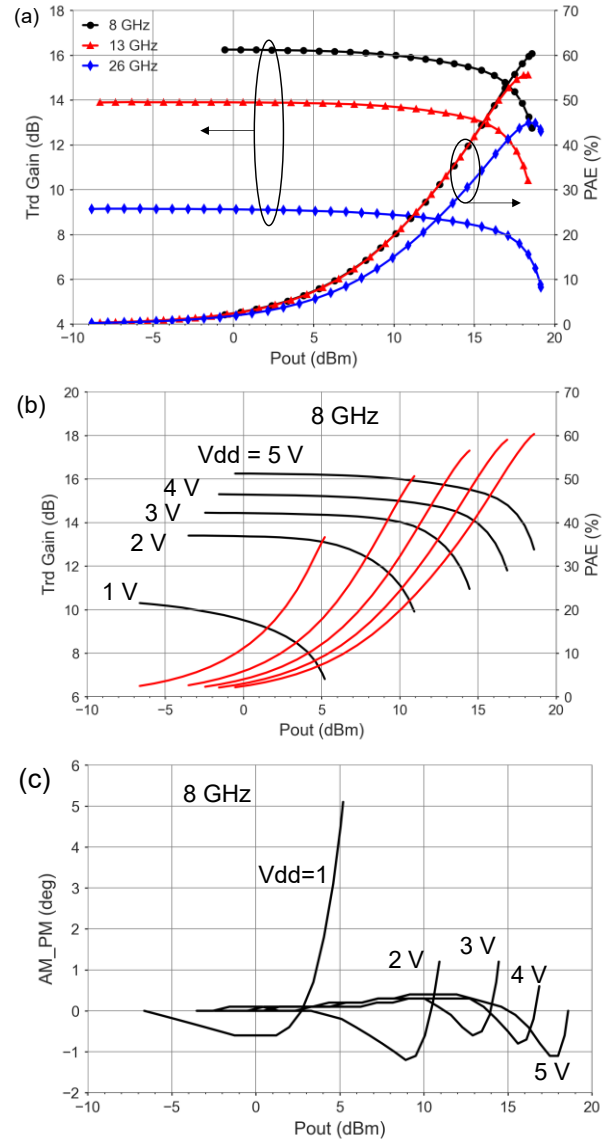 (a)
8 GHz
13 GHz
26 GHz
18
16
14
12
10
8
6
4
Trd Gain (dB)
70
60
50
40
30
20
10
0
PAE (%)
−10 −5 0 5 10 15 20
Pout (dBm)
(b)
8 GHz
Vdd = 5 V
4 V
3 V
2 V
1 V
20
18
16
14
12
10
8
6
Trd Gain (dB)
70
60
50
40
30
20
10
0
PAE (%)
−10 −5 0 5 10 15 20
Pout (dBm)
(c)
8 GHz
Vdd=1
2 V
3 V
4 V
5 V
6
5
4
3
2
1
0
−1
−2
AM_PM (deg)
−10 −5 0 5 10 15 20
Pout (dBm)